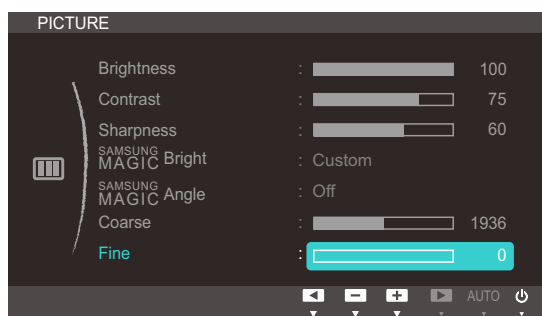 PICTURE
Brightness : 100
Contrast : 75
Sharpness : 60
SAMSUNG MAGIC Bright : Custom
SAMSUNG MAGIC Angle : Off
Coarse : 1936
Fine : 0
AUTO